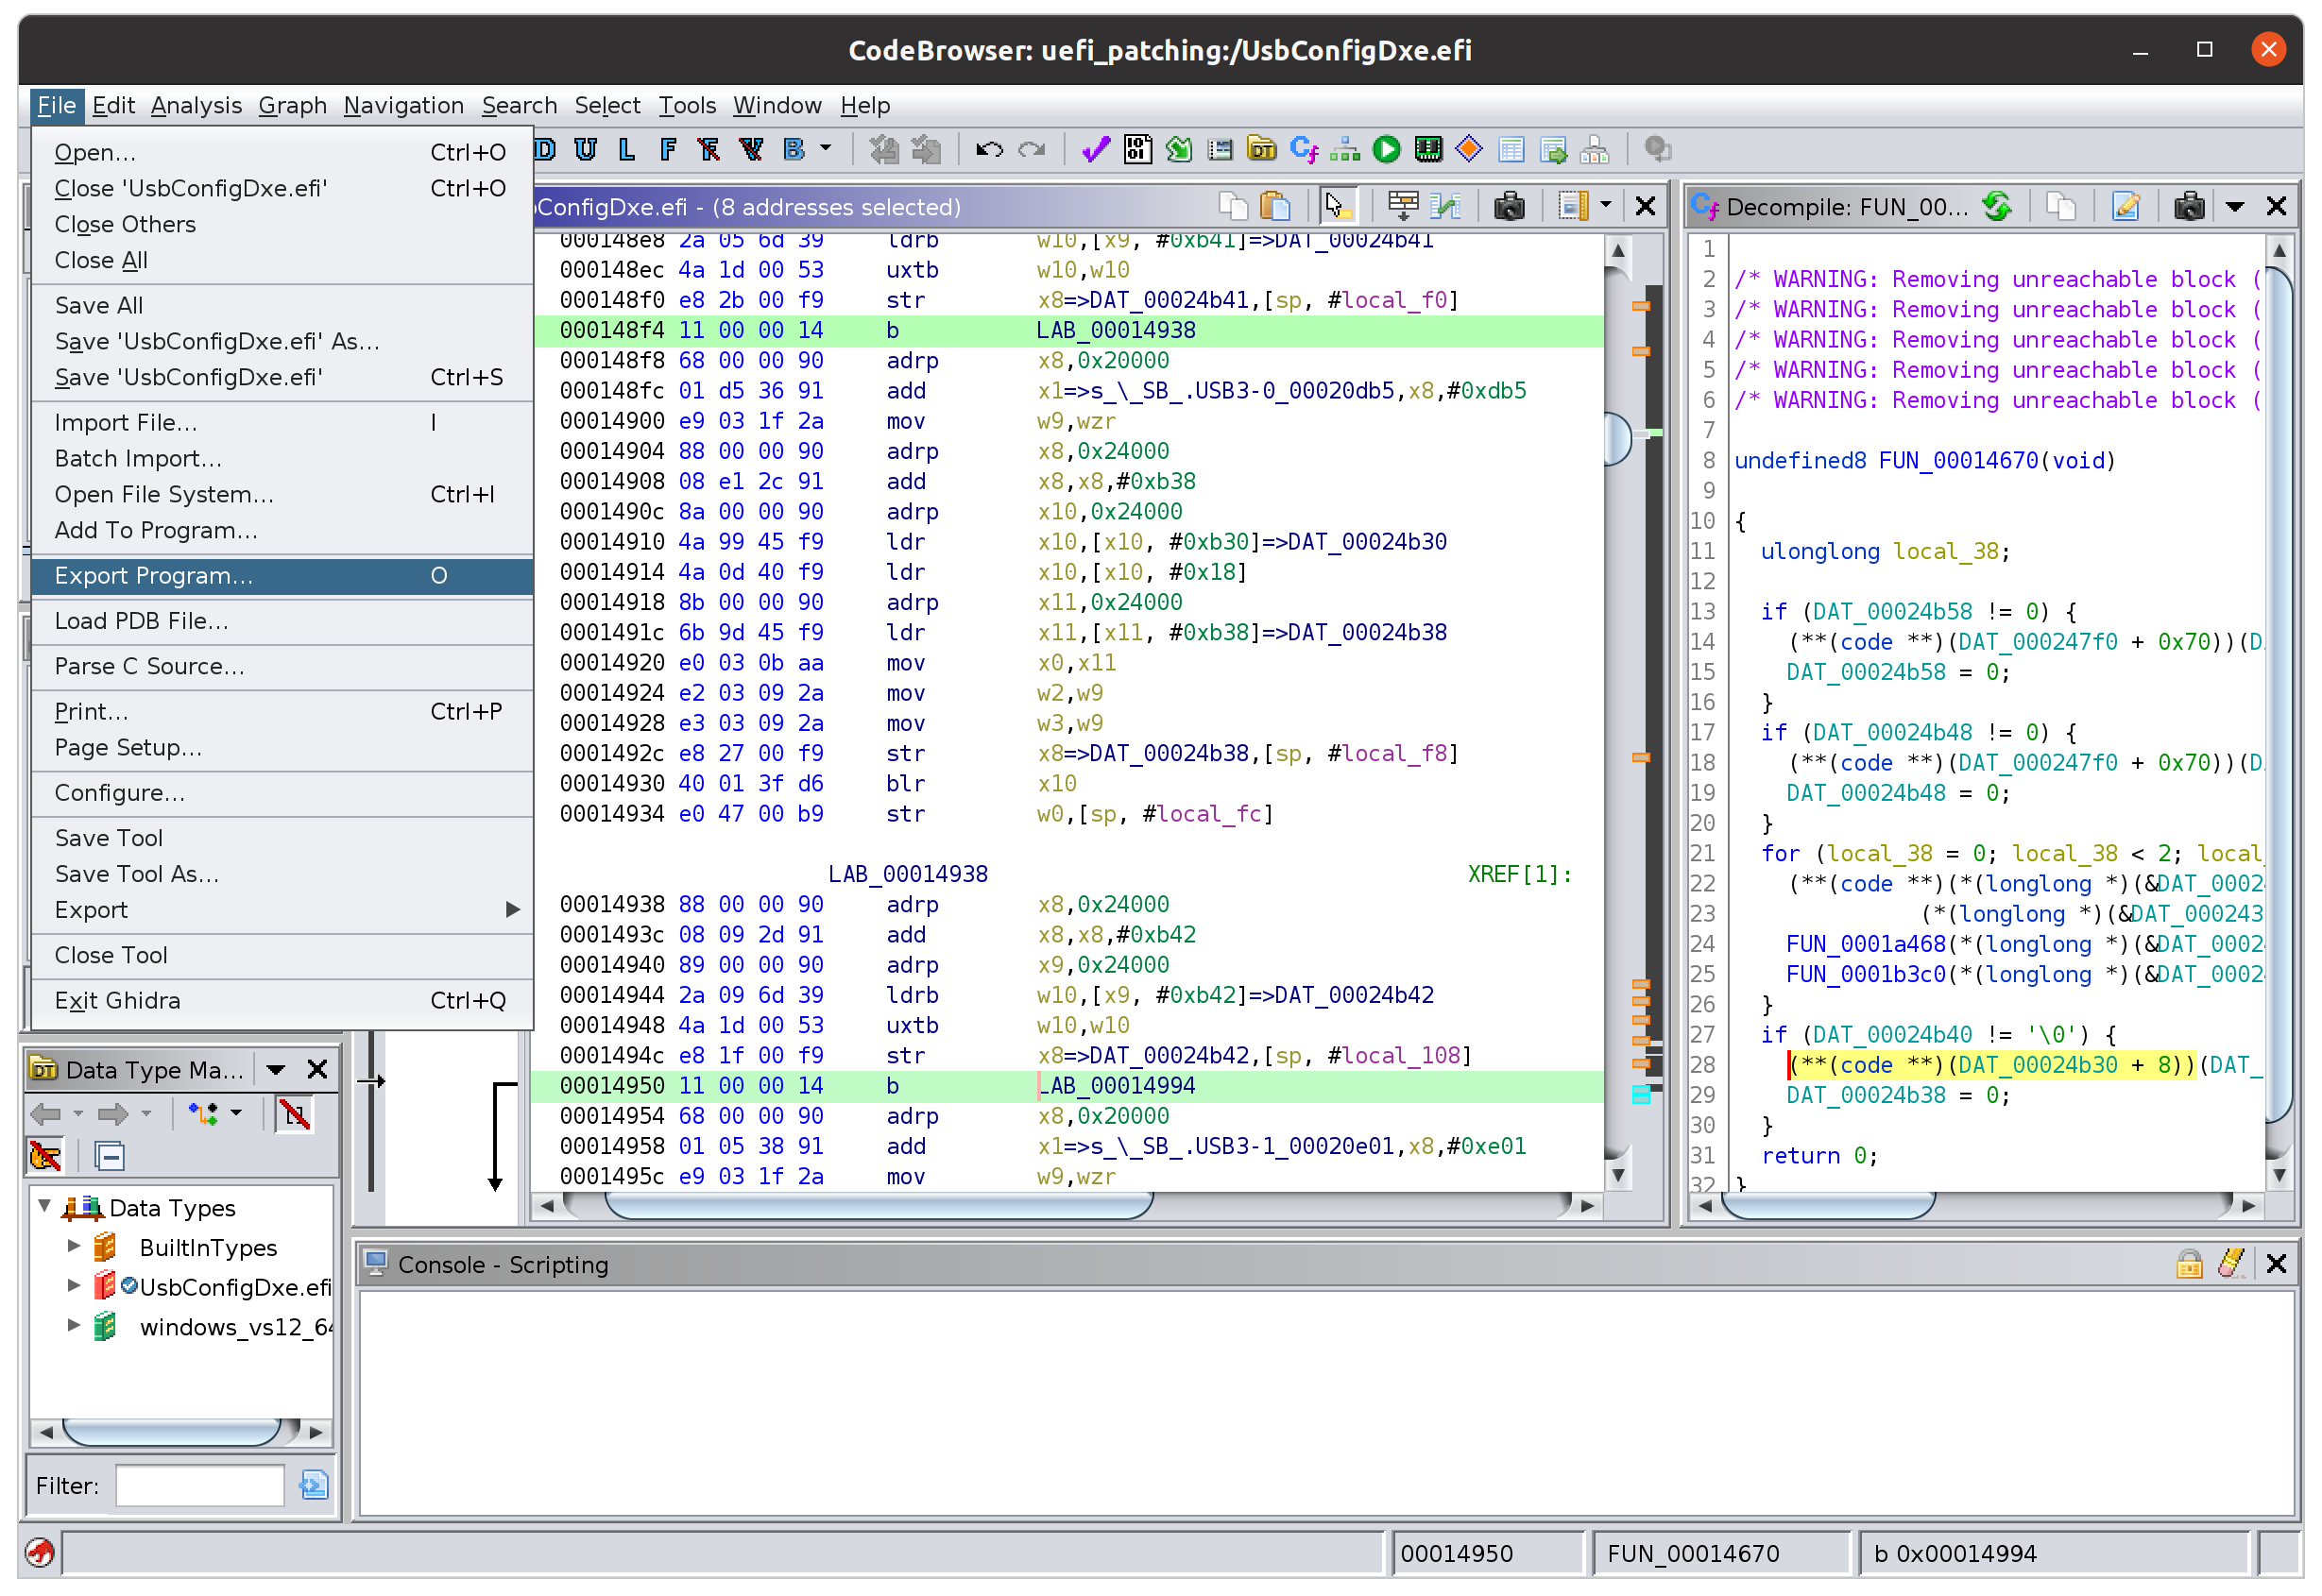 CodeBrowser: uefi_patching:/UsbConfigDxe.efi
File Edit Analysis Graph Navigation Search Select Tools Window Help
Open... Ctrl+O
Close 'UsbConfigDxe.efi' Ctrl+O
Close Others
Close All
Save All
Save 'UsbConfigDxe.efi' As...
Save 'UsbConfigDxe.efi' Ctrl+S
Import File... I
Batch Import...
Open File System... Ctrl+I
Add To Program...
Export Program... O
Load PDB File...
Parse C Source...
Print... Ctrl+P
Page Setup...
Configure...
Save Tool
Save Tool As...
Export
Close Tool
Exit Ghidra Ctrl+Q
D U L F F V B
bConfigDxe.efi - (8 addresses selected)
000148e8 2a 05 6d 39 ldrb w10,[x9, #0xb41]=>DAT_00024b41
000148ec 4a 1d 00 53 uxtb w10,w10
000148f0 e8 2b 00 f9 str x8=>DAT_00024b41,[sp, #local_f0]
000148f4 11 00 00 14 b LAB_00014938
000148f8 68 00 00 90 adrp x8,0x20000
000148fc 01 d5 36 91 add x1=>s_\_SB_.USB3-0_00020db5,x8,#0xdb5
00014900 e9 03 1f 2a mov w9,wzr
00014904 88 00 00 90 adrp x8,0x24000
00014908 08 e1 2c 91 add x8,x8,#0xb38
0001490c 8a 00 00 90 adrp x10,0x24000
00014910 4a 99 45 f9 ldr x10,[x10, #0xb30]=>DAT_00024b30
00014914 4a 0d 40 f9 ldr x10,[x10, #0x18]
00014918 8b 00 00 90 adrp x11,0x24000
0001491c 6b 9d 45 f9 ldr x11,[x11, #0xb38]=>DAT_00024b38
00014920 e0 03 0b aa mov x0,x11
00014924 e2 03 09 2a mov w2,w9
00014928 e3 03 09 2a mov w3,w9
0001492c e8 27 00 f9 str x8=>DAT_00024b38,[sp, #local_f8]
00014930 40 01 3f d6 blr x10
00014934 e0 47 00 b9 str w0,[sp, #local_fc]
LAB_00014938 XREF[1]:
00014938 88 00 00 90 adrp x8,0x24000
0001493c 08 09 2d 91 add x8,x8,#0xb42
00014940 89 00 00 90 adrp x9,0x24000
00014944 2a 09 6d 39 ldrb w10,[x9, #0xb42]=>DAT_00024b42
00014948 4a 1d 00 53 uxtb w10,w10
0001494c e8 1f 00 f9 str x8=>DAT_00024b42,[sp, #local_108]
00014950 11 00 00 14 b LAB_00014994
00014954 68 00 00 90 adrp x8,0x20000
00014958 01 05 38 91 add x1=>s_\_SB_.USB3-1_00020e01,x8,#0xe01
0001495c e9 03 1f 2a mov w9,wzr
Decompile: FUN_00...
1
2 /* WARNING: Removing unreachable block (
3 /* WARNING: Removing unreachable block (
4 /* WARNING: Removing unreachable block (
5 /* WARNING: Removing unreachable block (
6 /* WARNING: Removing unreachable block (
7
8 undefined8 FUN_00014670(void)
9
10 {
11 ulonglong local_38;
12
13 if (DAT_00024b58 != 0) {
14 (**(code **)(DAT_000247f0 + 0x70))(D
15 DAT_00024b58 = 0;
16 }
17 if (DAT_00024b48 != 0) {
18 (**(code **)(DAT_000247f0 + 0x70))(D
19 DAT_00024b48 = 0;
20 }
21 for (local_38 = 0; local_38 < 2; local_
22 (**(code **)(*(longlong *)(&DAT_0002
23 (*(longlong *)(&DAT_000243
24 FUN_0001a468(*(longlong *)(&DAT_0002
25 FUN_0001b3c0(*(longlong *)(&DAT_0002
26 }
27 if (DAT_00024b40 != '\0') {
28 (**(code **)(DAT_00024b30 + 8))(DAT_
29 DAT_00024b38 = 0;
30 }
31 return 0;
32 }
Data Type Ma...
Data Types
BuiltInTypes
UsbConfigDxe.efi
windows_vs12_64
Filter:
Console - Scripting
00014950 FUN_00014670 b 0x00014994